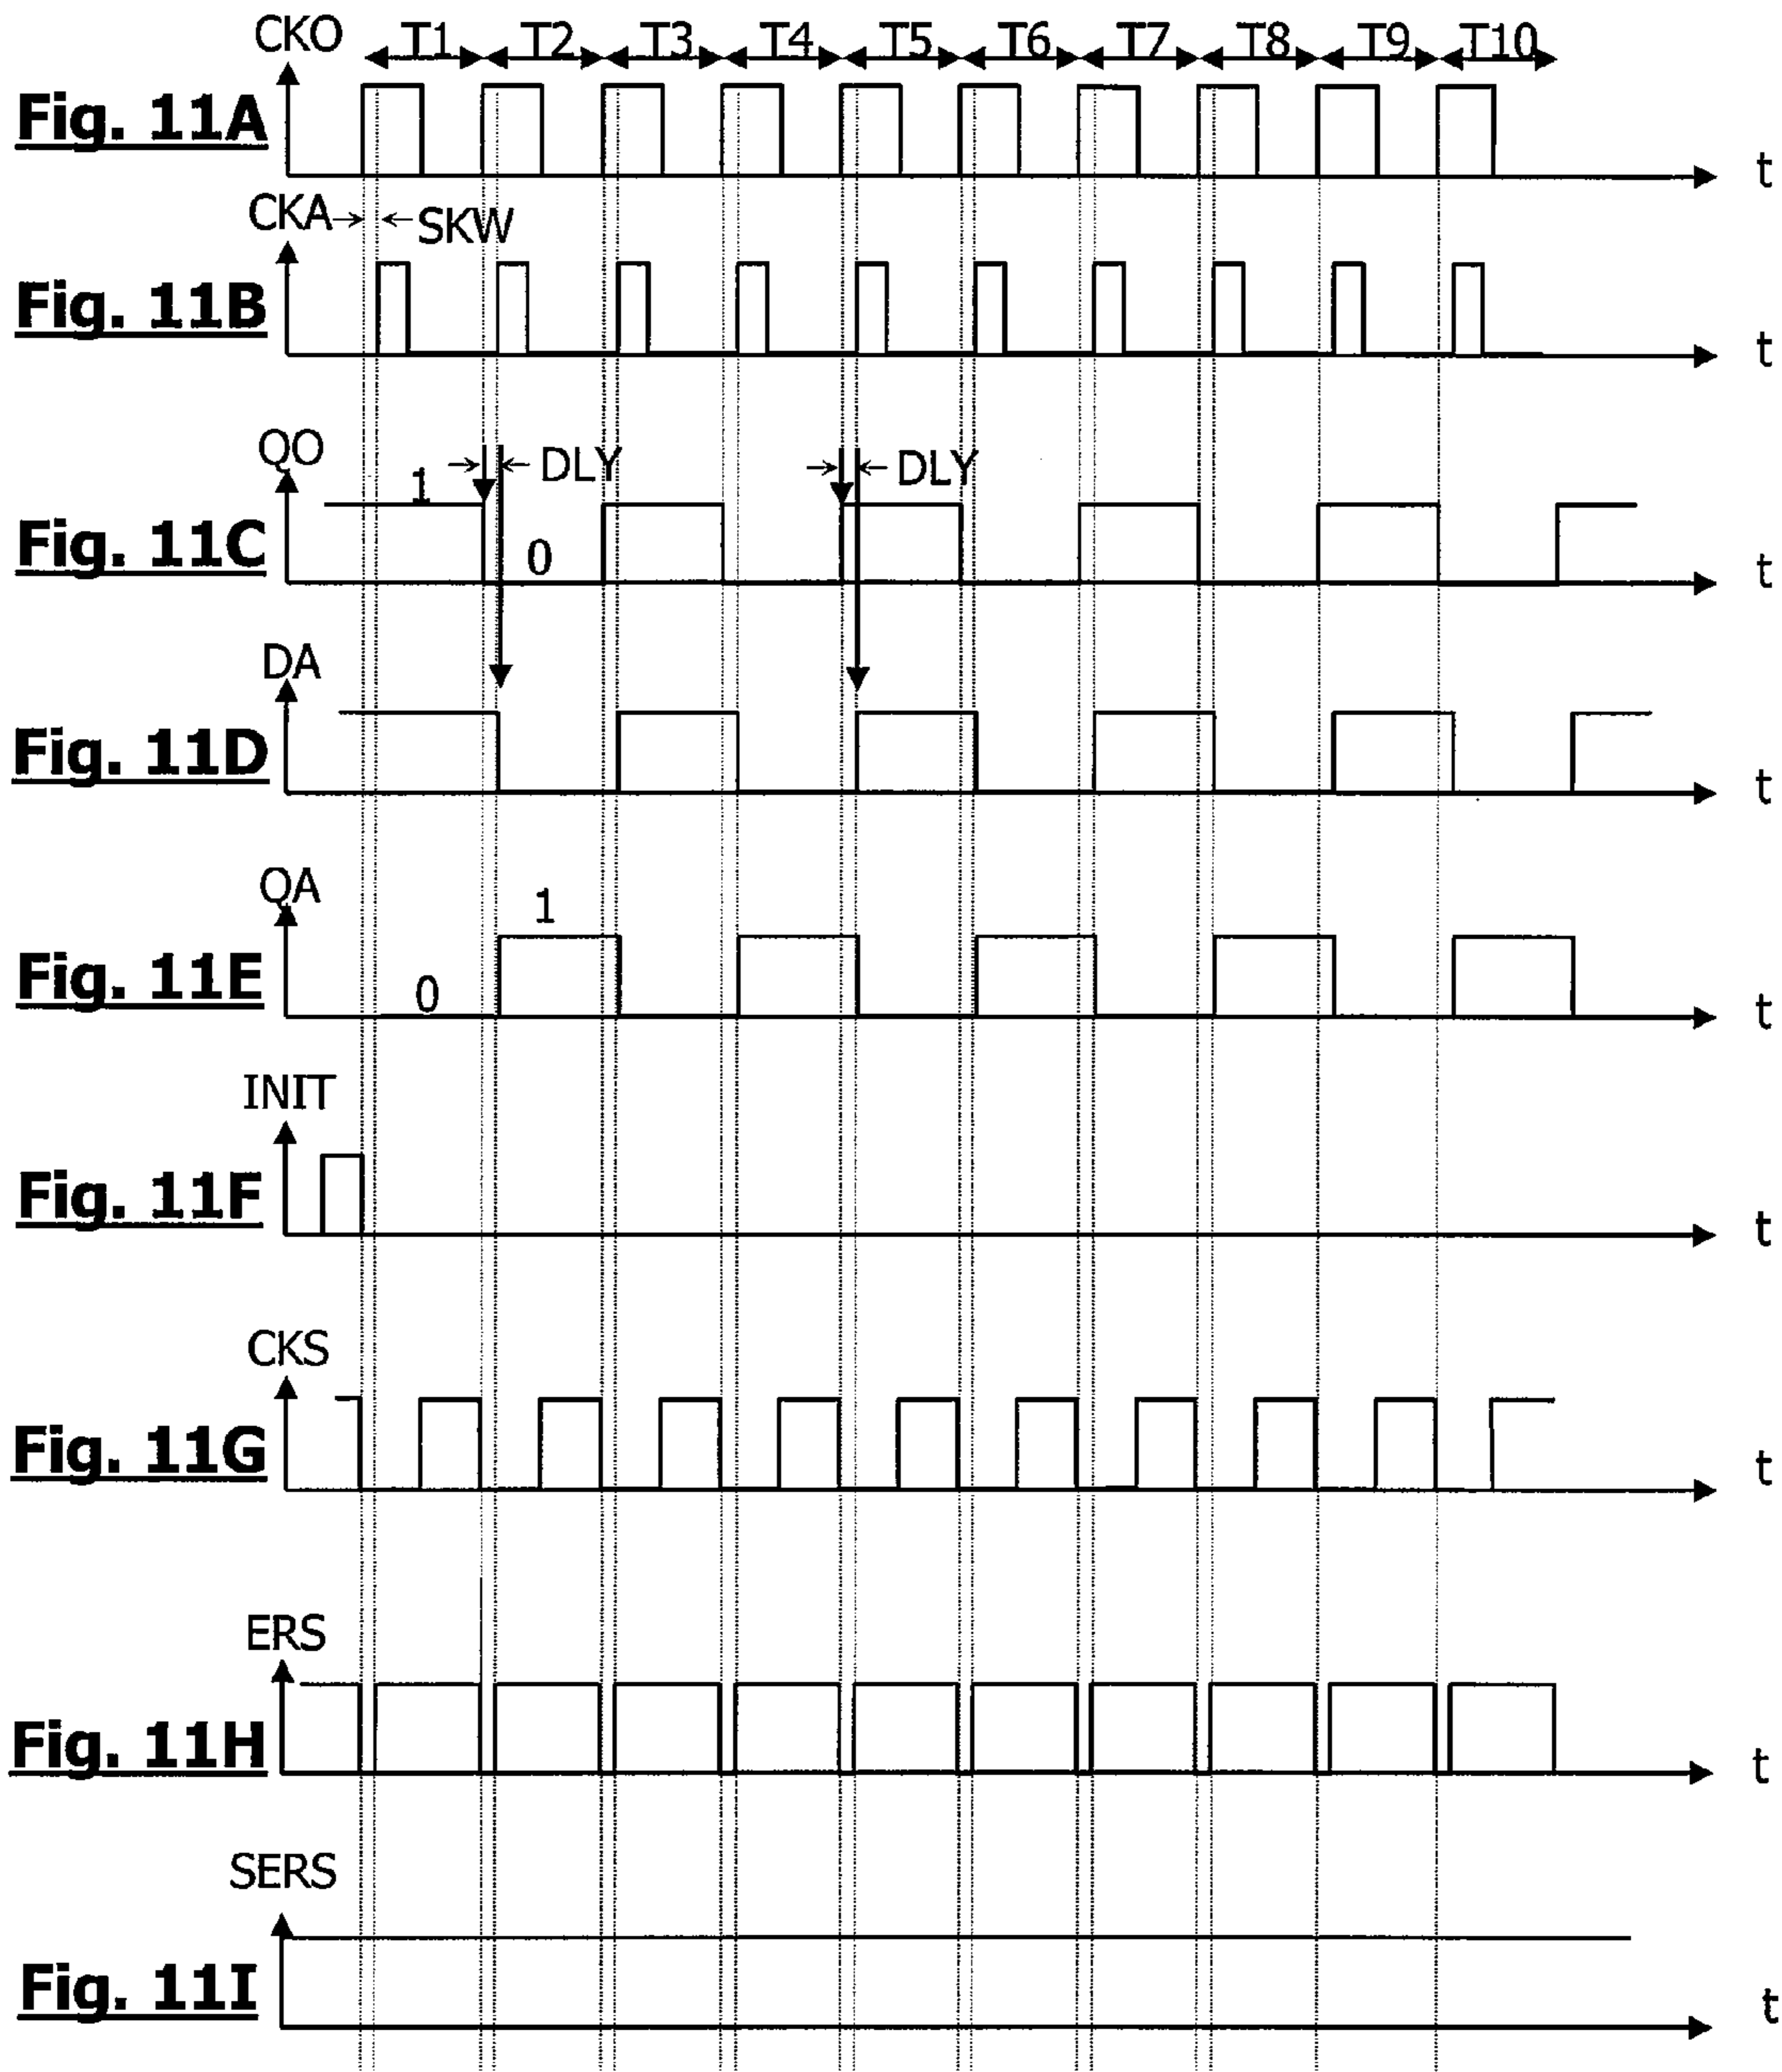 CKO
T1 T2 T3 T4 T5 T6 T7 T8 T9 T10
Fig. 11A
t
CKA
SKW
Fig. 11B
t
QO
1
DLY
DLY
Fig. 11C
0
t
DA
Fig. 11D
t
QA
1
Fig. 11E
0
t
INIT
Fig. 11F
t
CKS
Fig. 11G
t
ERS
Fig. 11H
t
SERS
Fig. 11I
t